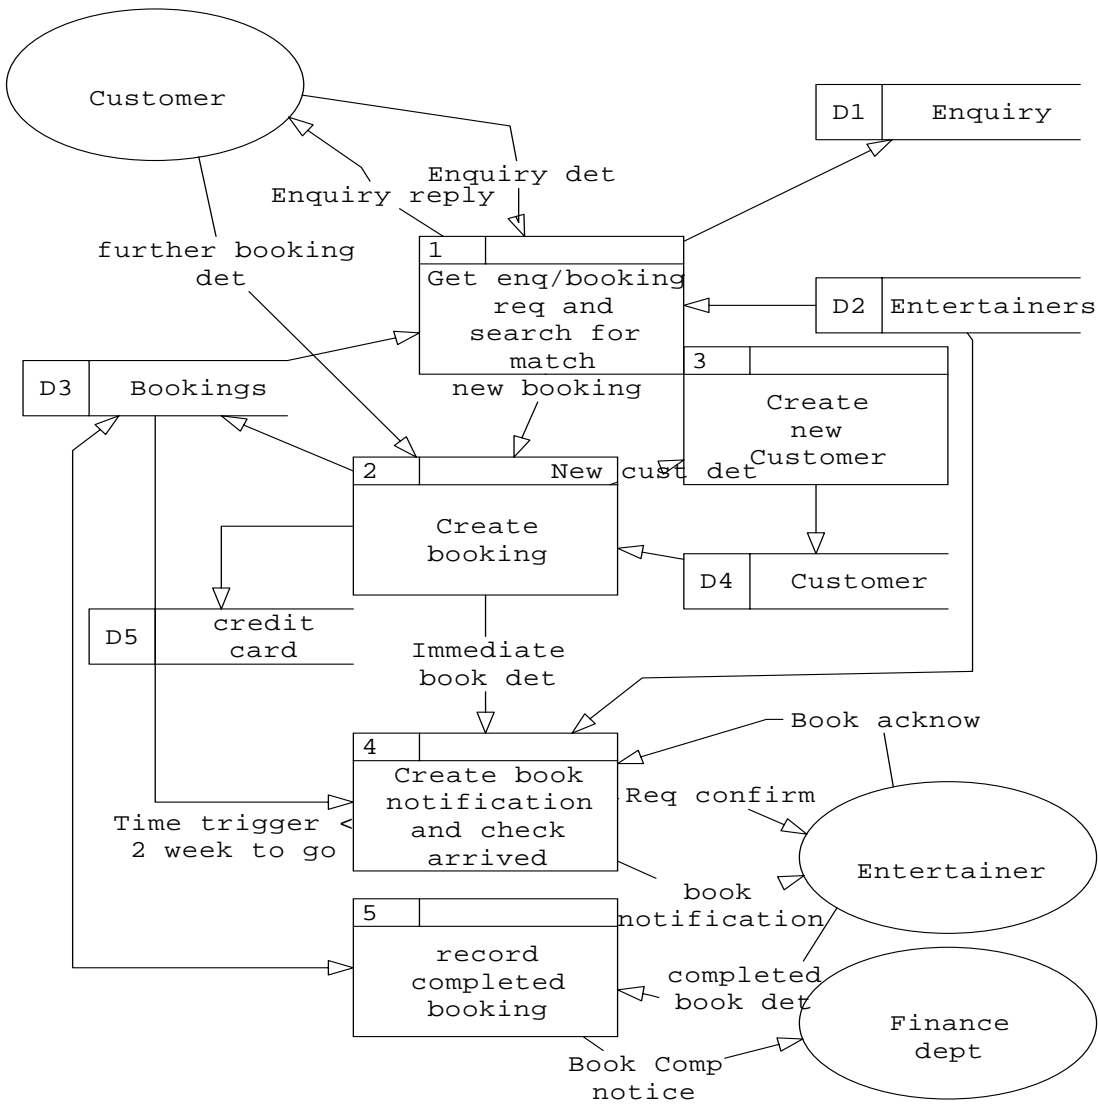 Customer
D1 Enquiry
Enquiry det
Enquiry reply
further booking
det
1
Get enq/booking
req and
search for
match
D2 Entertainers
D3 Bookings
new booking
3
Create
new
Customer
2
New cust det
Create
booking
D4 Customer
D5
credit
card
Immediate
book det
Book acknow
4
Create book
notification
and check
arrived
Req confirm
Time trigger <
2 week to go
Entertainer
book
notification
5
record
completed
booking
completed
book det
Finance
dept
Book Comp
notice